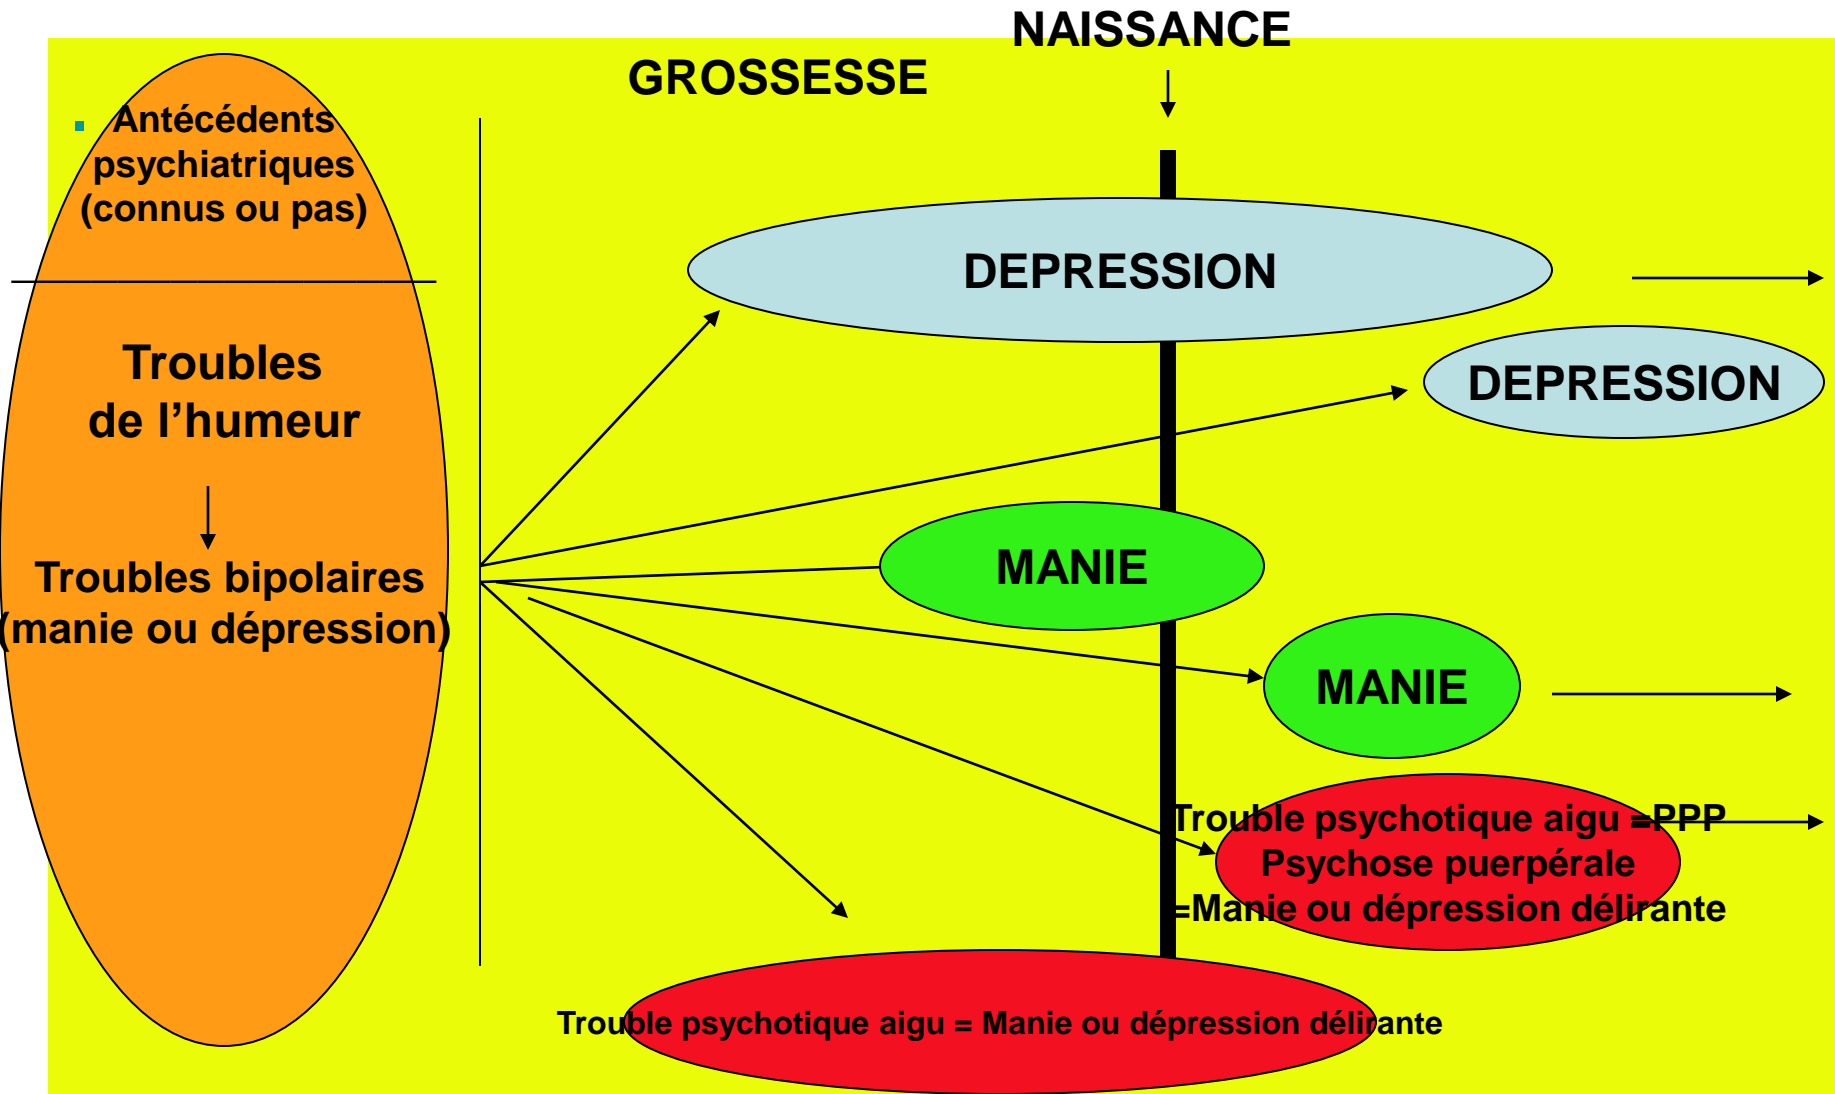 NAISSANCE
GROSSESSE
Antécédents
psychiatriques
(connus ou pas)
Troubles
de l’humeur
Troubles bipolaires
(manie ou dépression)
DEPRESSION
DEPRESSION
MANIE
MANIE
Trouble psychotique aigu =PPP
Psychose puerpérale
=Manie ou dépression délirante
Trouble psychotique aigu = Manie ou dépression délirante